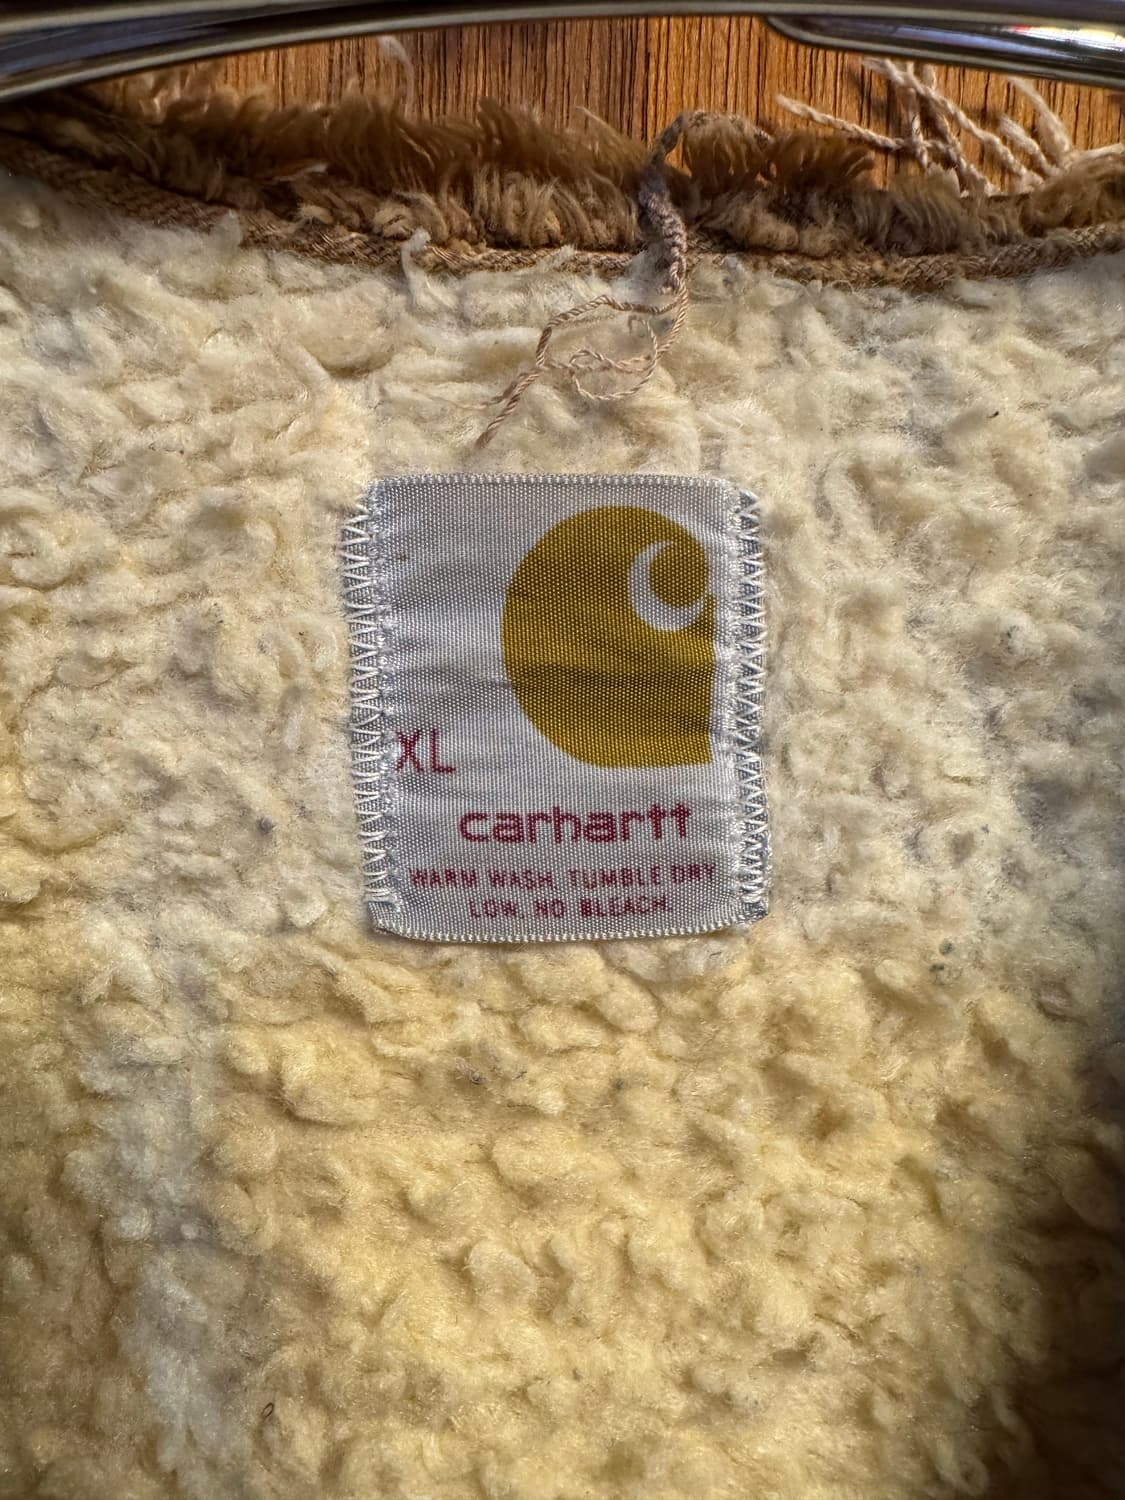 XL
carhartt
WARM WASH, TUMBLE DRY
LOW, NO BLEACH